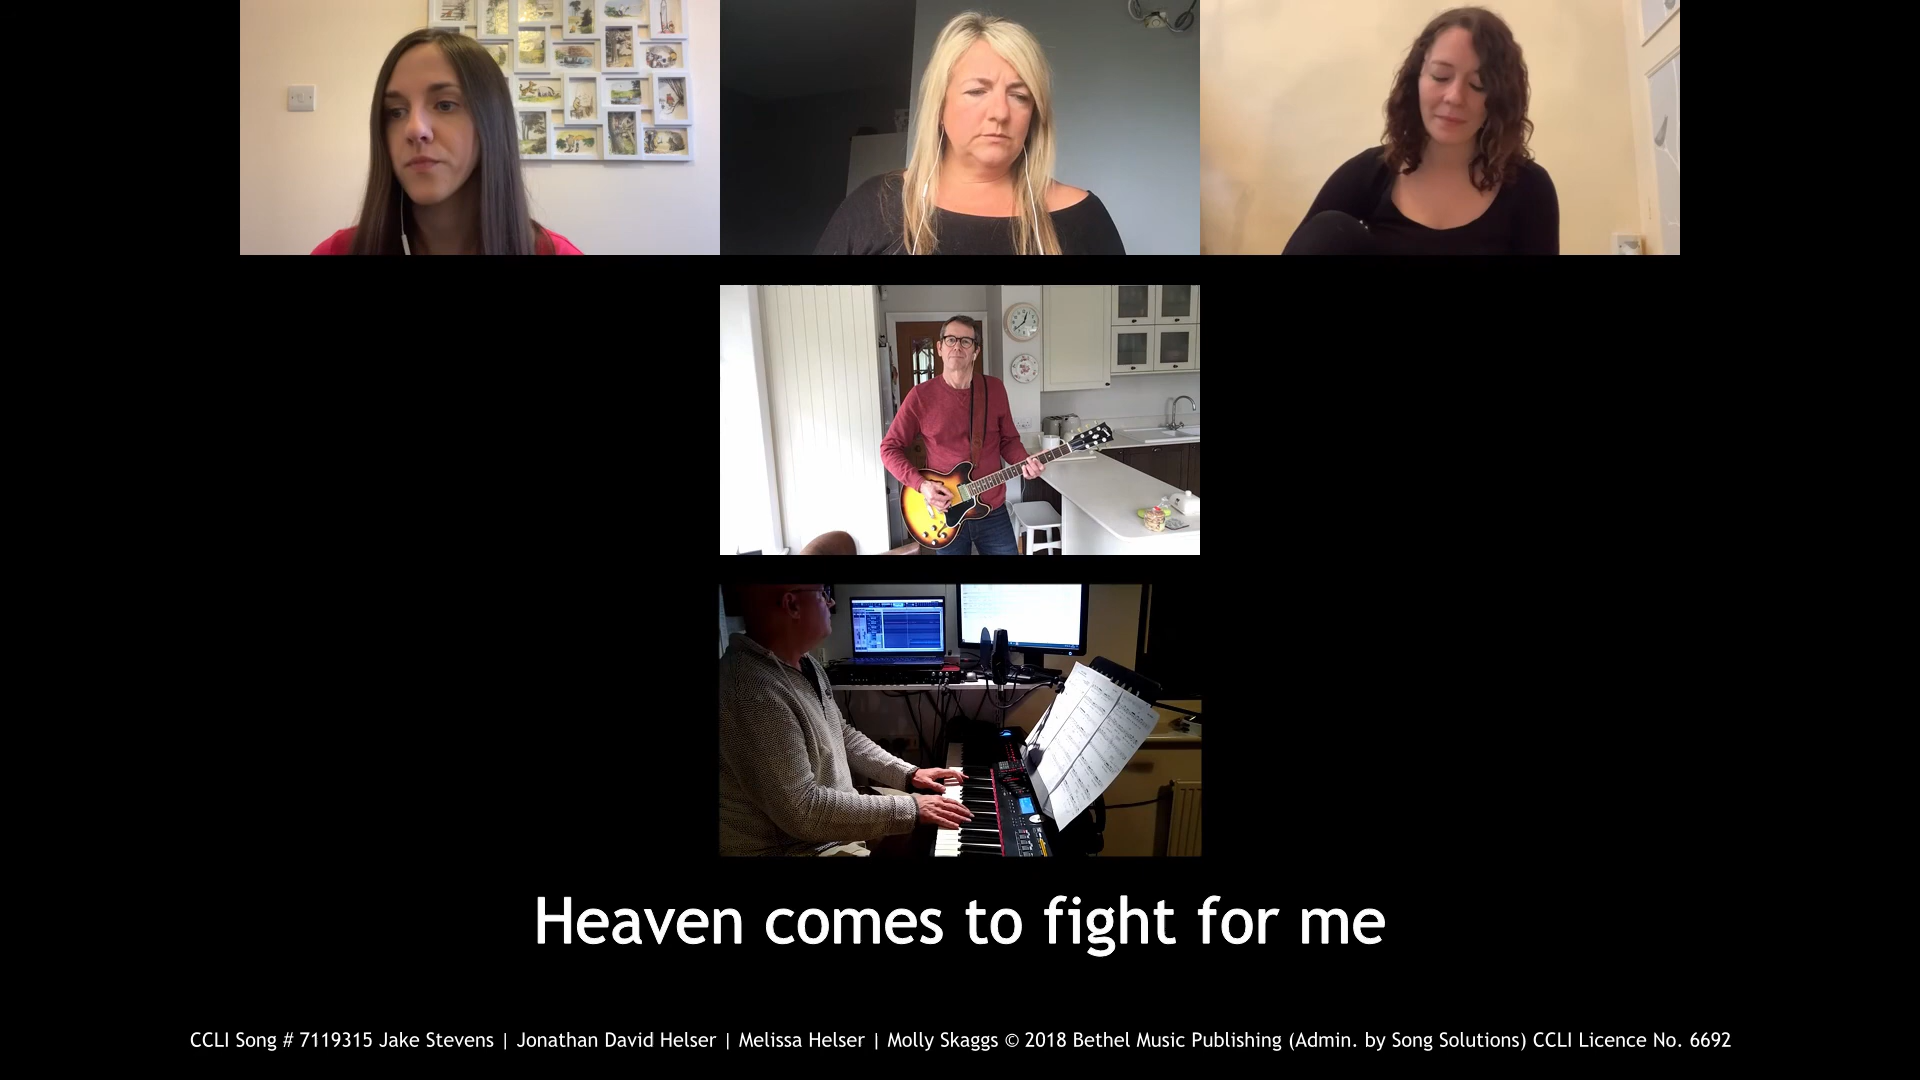 Heaven comes to fight for me
CCLI Song # 7119315 Jake Stevens | Jonathan David Helser | Melissa Helser | Molly Skaggs © 2018 Bethel Music Publishing (Admin. by Song Solutions) CCLI Licence No. 6692